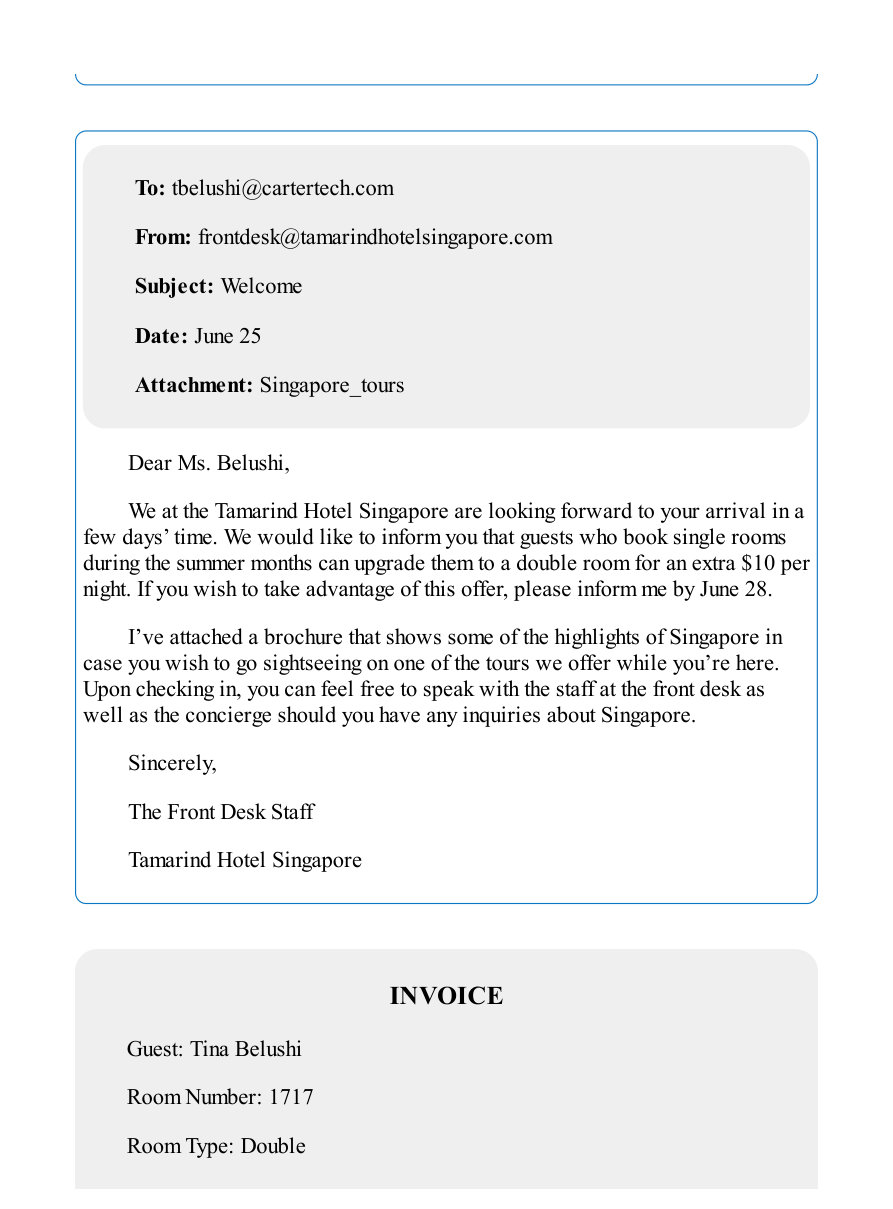 To: tbelushi@cartertech.com
From: frontdesk@tamarindhotelsingapore.com
Subject: Welcome
Date: June 25
Attachment: Singapore_tours
Dear Ms. Belushi,
We at the Tamarind Hotel Singapore are looking forward to your arrival in a
few days’ time. We would like to inform you that guests who book single rooms
during the summer months can upgrade them to a double room for an extra $10 per
night. If you wish to take advantage of this offer, please inform me by June 28.
I’ve attached a brochure that shows some of the highlights of Singapore in
case you wish to go sightseeing on one of the tours we offer while you’re here.
Upon checking in, you can feel free to speak with the staff at the front desk as
well as the concierge should you have any inquiries about Singapore.
Sincerely,
The Front Desk Staff
Tamarind Hotel Singapore
INVOICE
Guest: Tina Belushi
Room Number: 1717
Room Type: Double